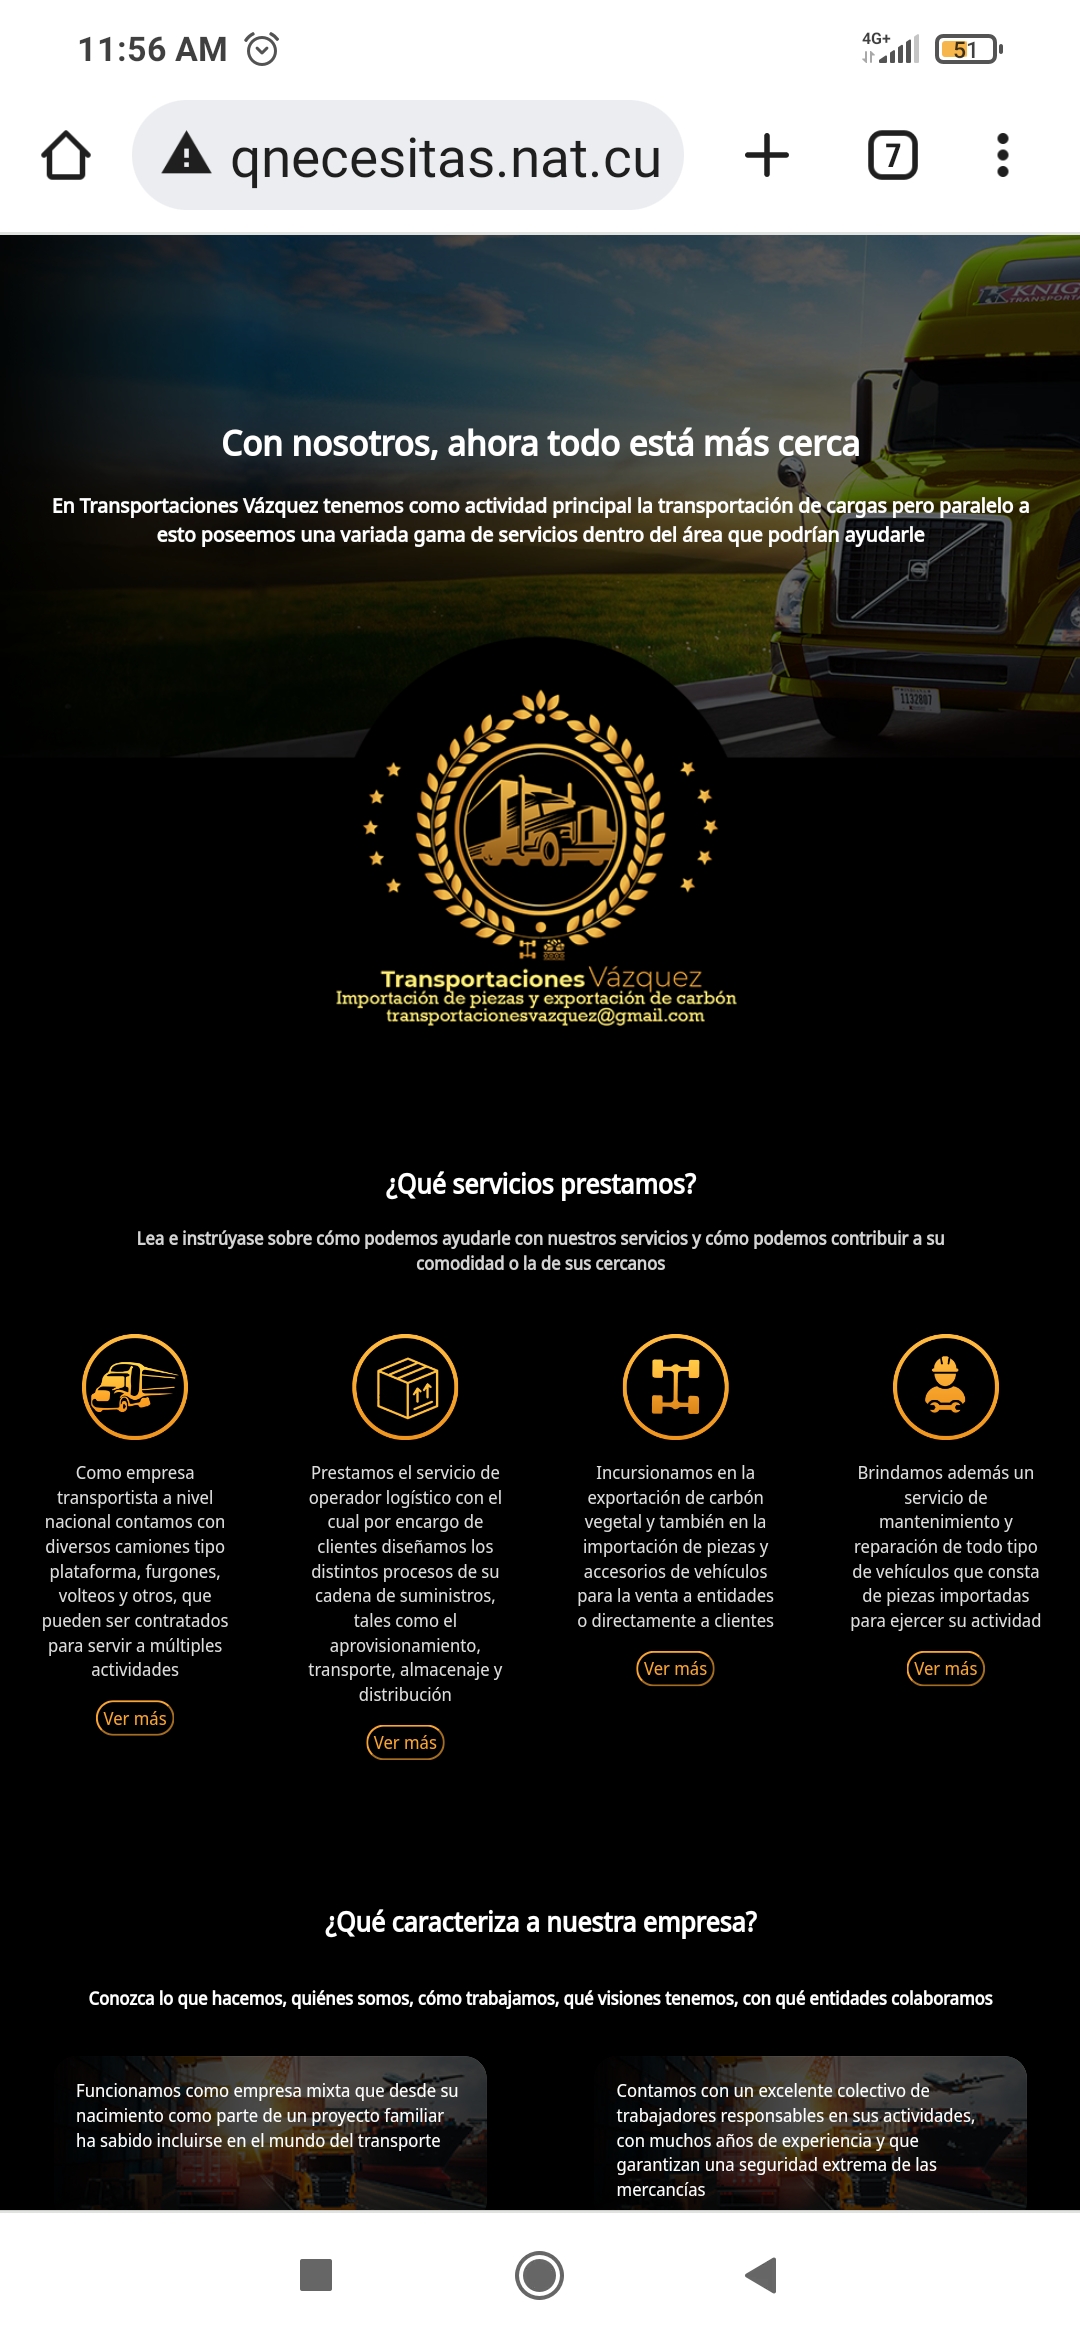 11:56 AM
4G+
51
qnecesitas.nat.cu
7
KNIG
TRANSPORTA
Con nosotros, ahora todo está más cerca
En Transportaciones Vázquez tenemos como actividad principal la transportación de cargas pero paralelo a
esto poseemos una variada gama de servicios dentro del área que podrían ayudarle
1132807
Transportaciones Vázquez
Importación de piezas y exportación de carbón
transportacionesvazquez@gmail.com
¿Qué servicios prestamos?
Lea e instrúyase sobre cómo podemos ayudarle con nuestros servicios y cómo podemos contribuir a su
comodidad o la de sus cercanos
Como empresa
transportista a nivel
nacional contamos con
diversos camiones tipo
plataforma, furgones,
volteos y otros, que
pueden ser contratados
para servir a múltiples
actividades
Ver más
Prestamos el servicio de
operador logístico con el
cual por encargo de
clientes diseñamos los
distintos procesos de su
cadena de suministros,
tales como el
aprovisionamiento,
transporte, almacenaje y
distribución
Ver más
Incursionamos en la
exportación de carbón
vegetal y también en la
importación de piezas y
accesorios de vehículos
para la venta a entidades
o directamente a clientes
Ver más
Brindamos además un
servicio de
mantenimiento y
reparación de todo tipo
de vehículos que consta
de piezas importadas
para ejercer su actividad
Ver más
¿Qué caracteriza a nuestra empresa?
Conozca lo que hacemos, quiénes somos, cómo trabajamos, qué visiones tenemos, con qué entidades colaboramos
Funcionamos como empresa mixta que desde su
nacimiento como parte de un proyecto familiar
ha sabido incluirse en el mundo del transporte
Contamos con un excelente colectivo de
trabajadores responsables en sus actividades,
con muchos años de experiencia y que
garantizan una seguridad extrema de las
mercancías